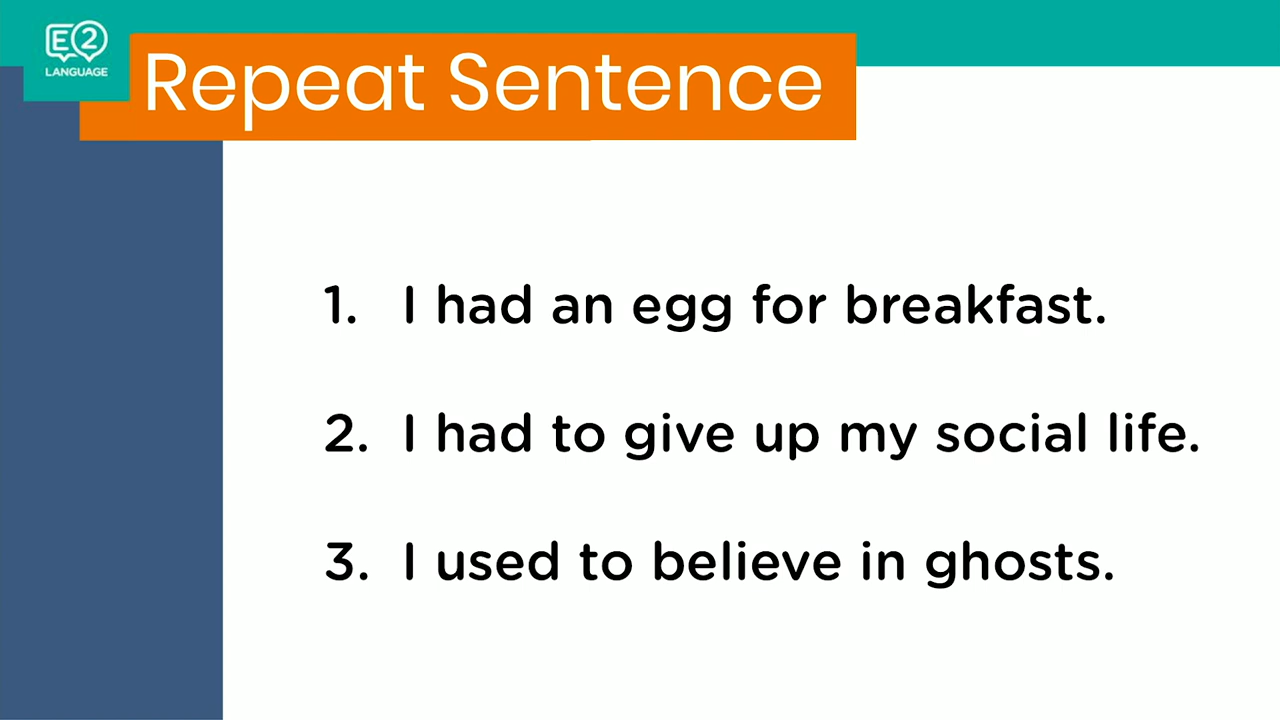 E2
LANGUAGE
Repeat Sentence
1. I had an egg for breakfast.
2. I had to give up my social life.
3. I used to believe in ghosts.